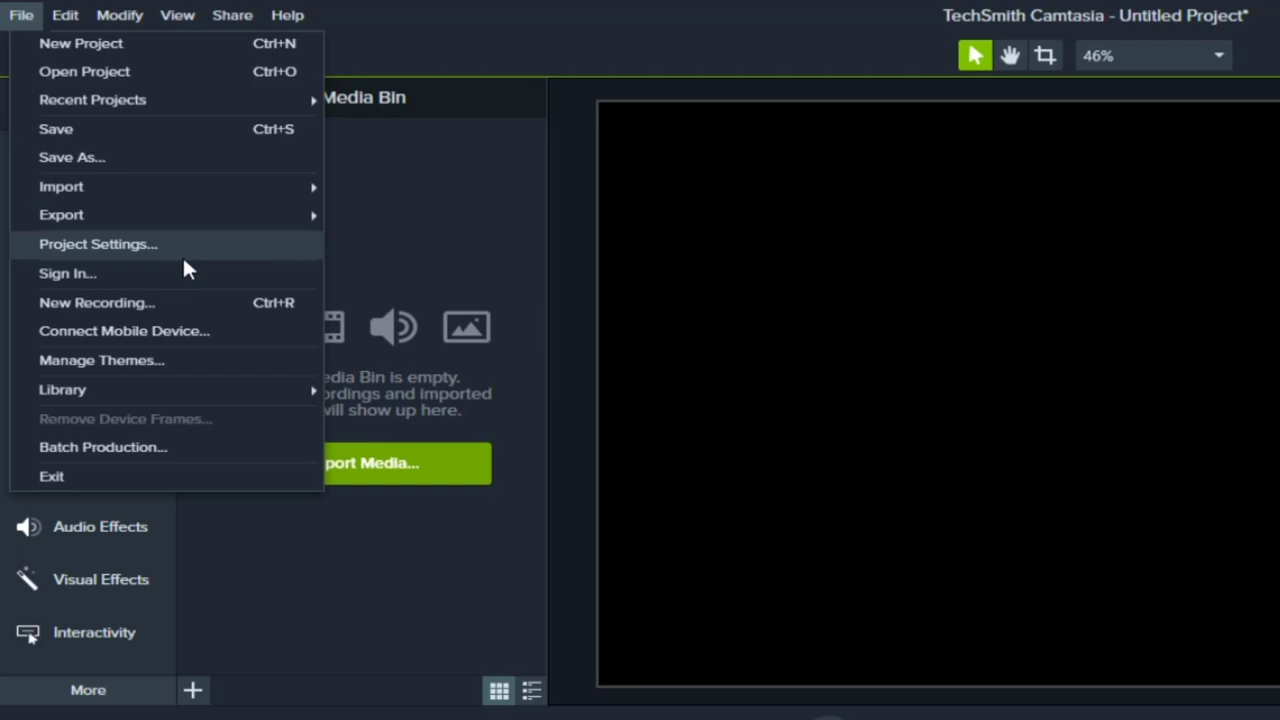 File Edit Modify View Share Help
TechSmith Camtasia - Untitled Project*
46%
New Project Ctrl+N
Open Project Ctrl+O
Recent Projects
Save Ctrl+S
Save As...
Import
Export
Project Settings...
Sign In...
New Recording... Ctrl+R
Connect Mobile Device...
Manage Themes...
Library
Remove Device Frames...
Batch Production...
Exit
Media Bin
edia Bin is empty.
ordings and imported
will show up here.
port Media...
Audio Effects
Visual Effects
Interactivity
More